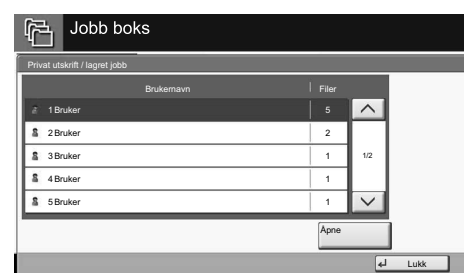 Jobb boks
Privat utskrift / lagret jobb
Brukernavn Filer
1 Bruker 5
2 Bruker 2
3 Bruker 1
1/2
4 Bruker 1
5 Bruker 1
Åpne
Lukk